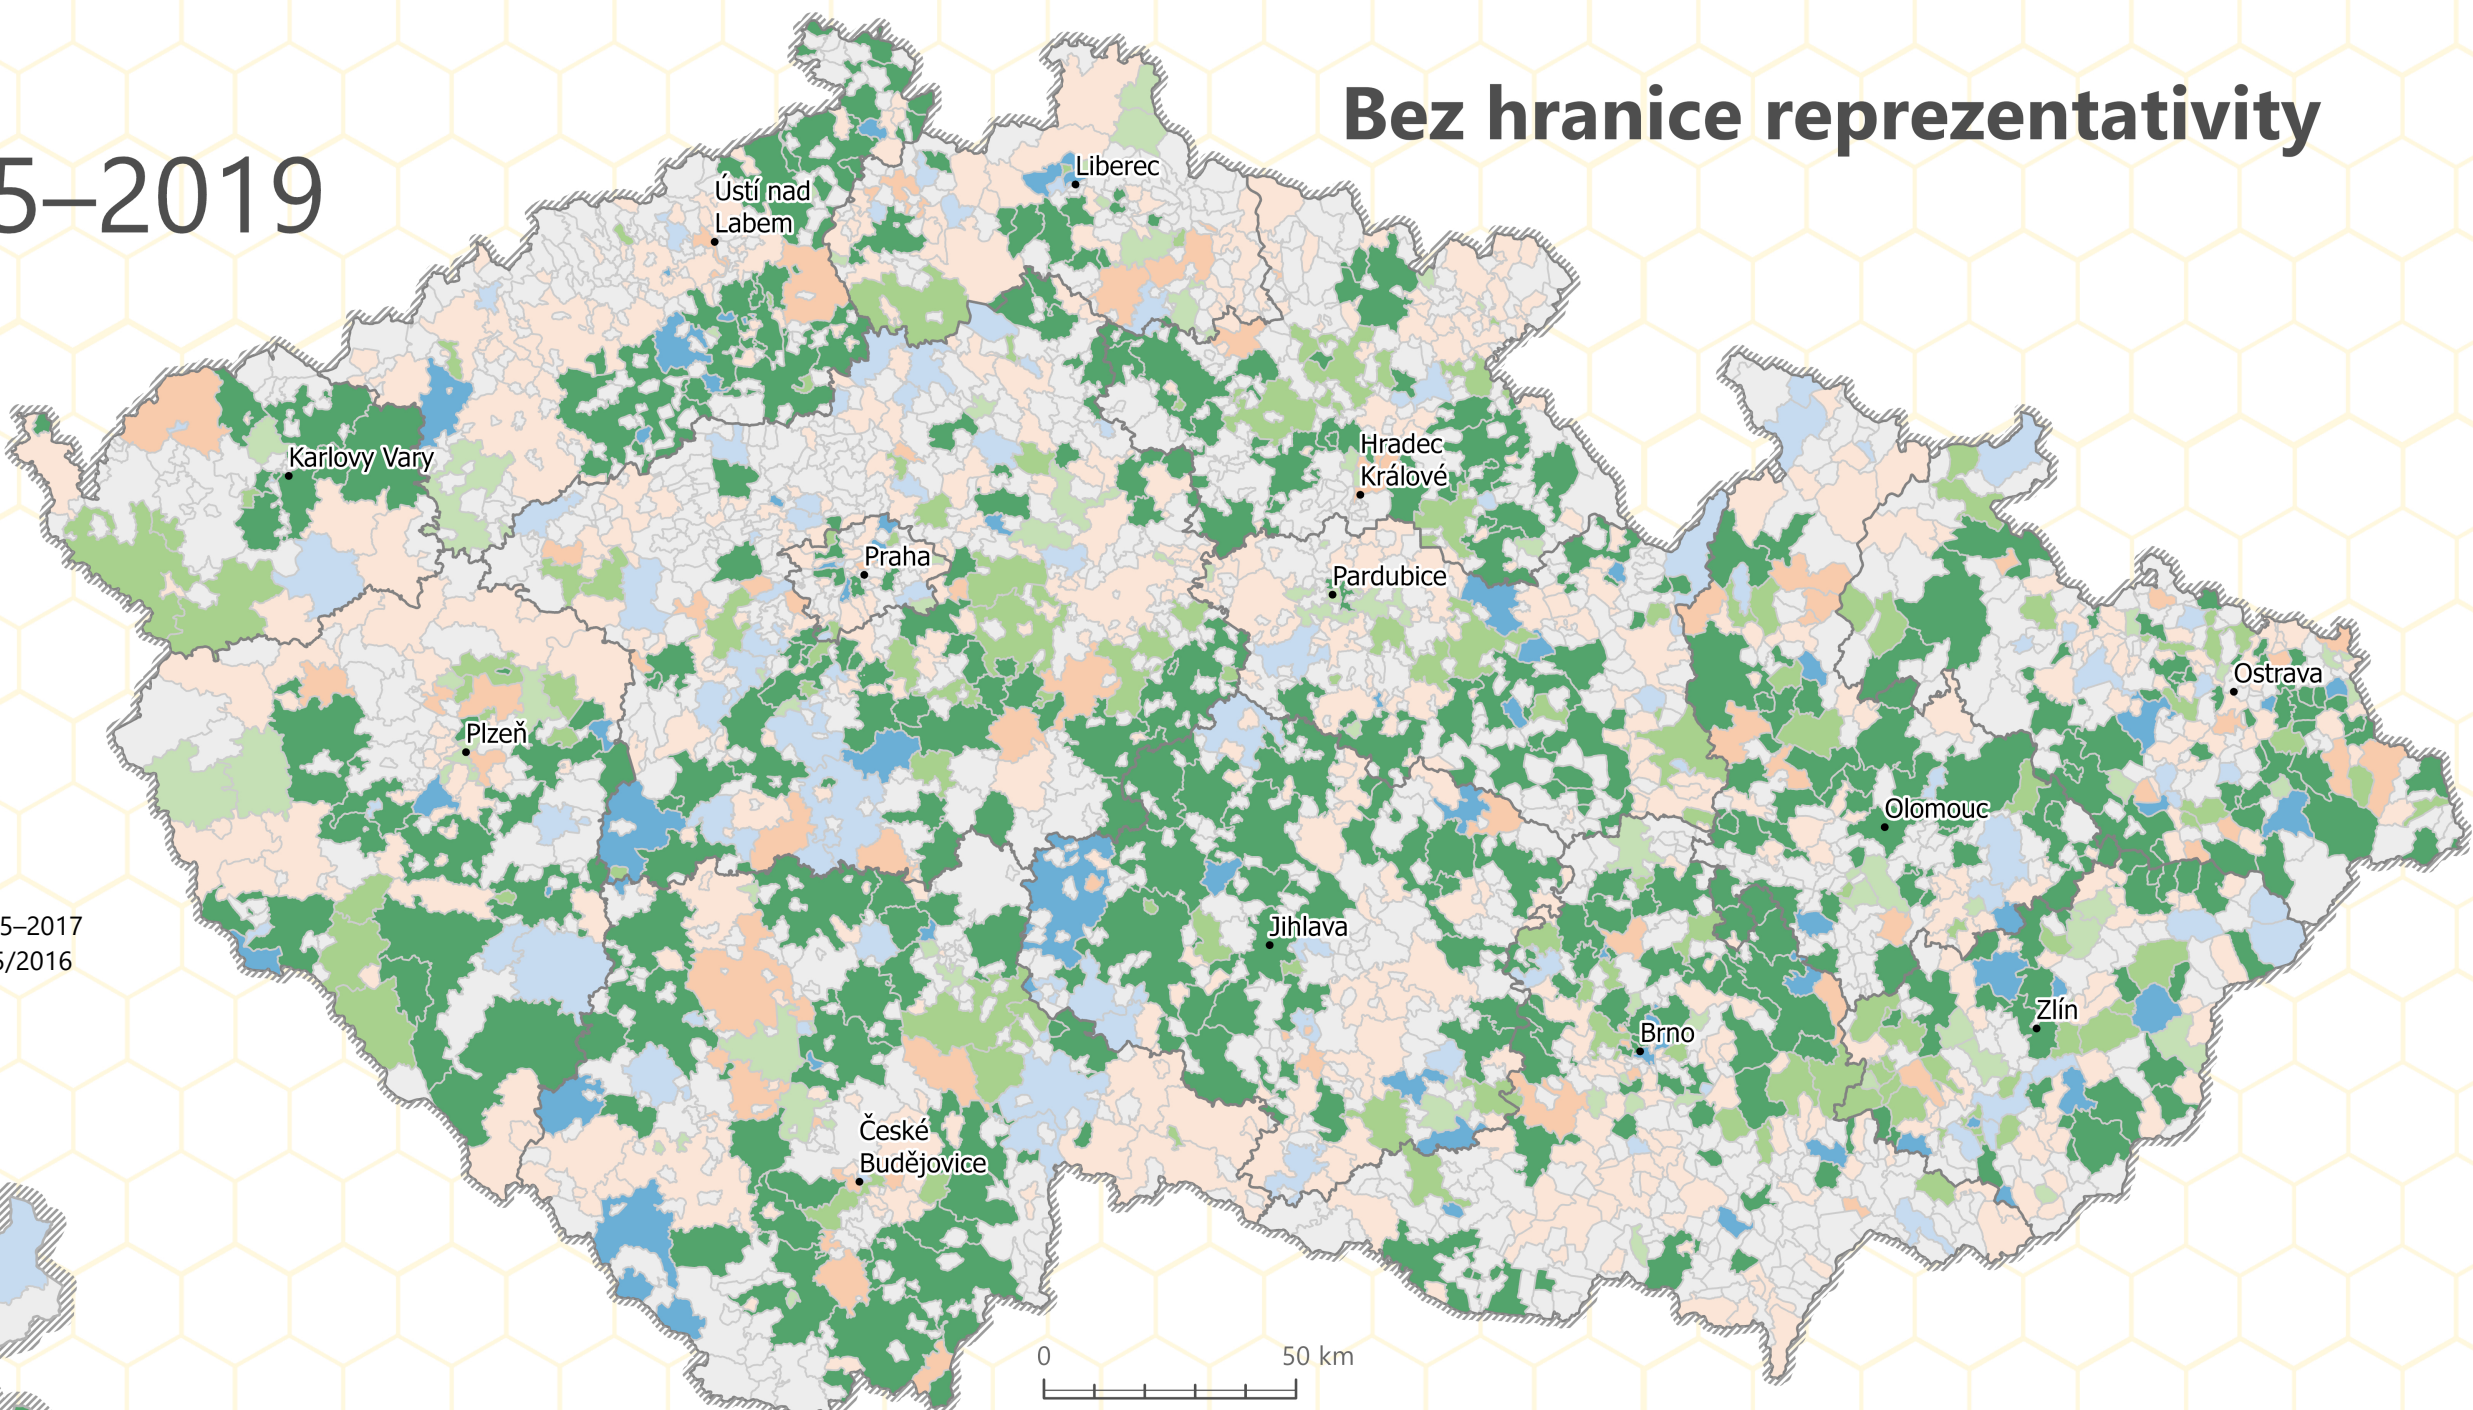 Bez hranice reprezentativity
5–2019
Liberec
Ústí nad
Labem
Karlovy Vary
Hradec
Králové
Praha
Pardubice
Ostrava
Plzeň
Olomouc
5–2017
5/2016
Jihlava
Zlín
Brno
České
Budějovice
0 50 km